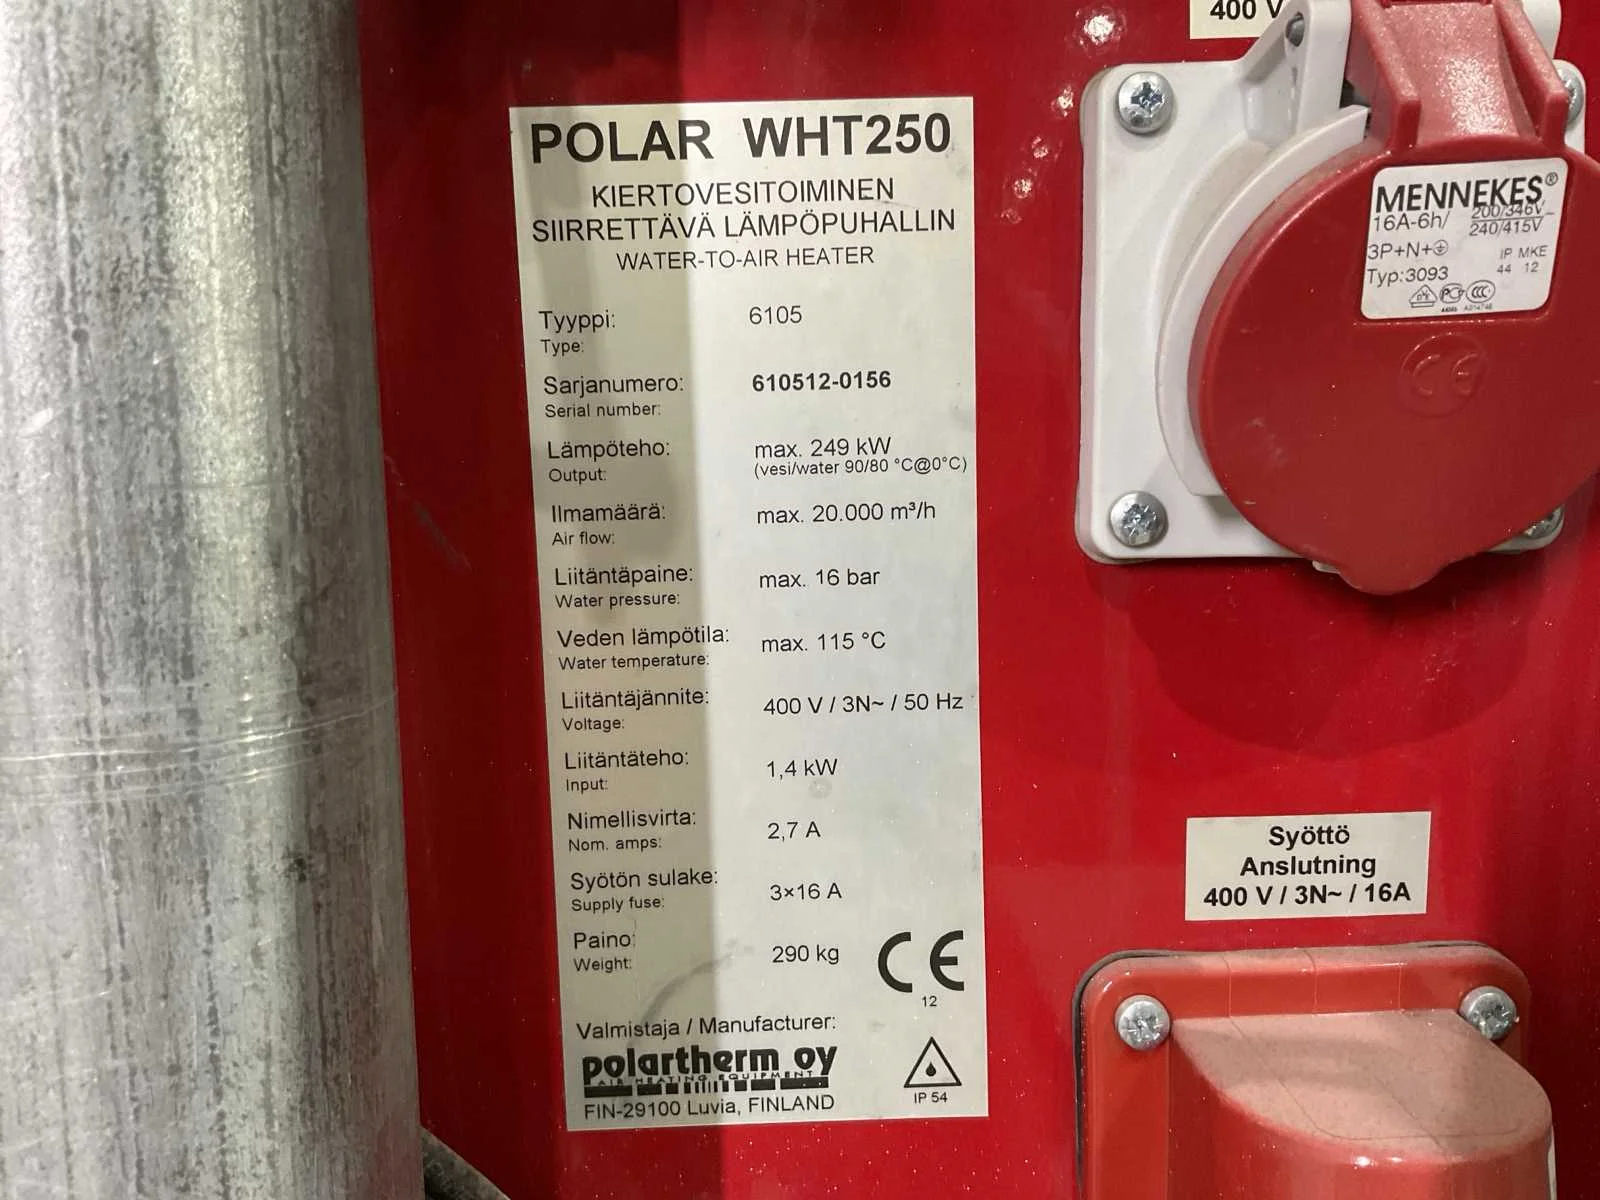 400 V
POLAR WHT250
KIERTOVESITOIMINEN
SIIRRETTÄVÄ LÄMPÖPUHALLIN
WATER-TO-AIR HEATER
Tyyppi: 6105
Type:
Sarjanumero: 610512-0156
Serial number:
Lämpöteho: max. 249 kW
Output: (vesi/water 90/80 °C@0°C)
Ilmamäärä: max. 20.000 m³/h
Air flow:
Liitäntäpaine: max. 16 bar
Water pressure:
Veden lämpötila: max. 115 °C
Water temperature:
Liitäntäjännite: 400 V / 3N~ / 50 Hz
Voltage:
Liitäntäteho: 1,4 kW
Input:
Nimellisvirta: 2,7 A
Nom. amps:
Syötön sulake: 3×16 A
Supply fuse:
Paino: 290 kg
Weight:
CE
12
Valmistaja / Manufacturer:
polartherm oy
AIR HEATING EQUIPMENT
FIN-29100 Luvia, FINLAND
IP 54
MENNEKES®
16A-6h/ 200/346V~
240/415V
3P+N+
IP MKE
Typ:3093 44 12
CE
Syöttö
Anslutning
400 V / 3N~ / 16A